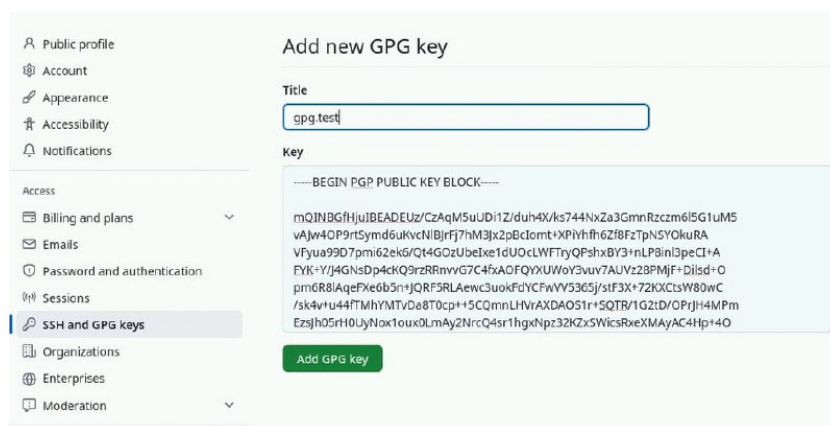 Public profile
Account
Appearance
Accessibility
Notifications
Access
Billing and plans
Emails
Password and authentication
Sessions
SSH and GPG keys
Organizations
Enterprises
Moderation
Add new GPG key
Title
gpg.test
Key
-----BEGIN PGP PUBLIC KEY BLOCK-----
mQINBGfHjuIBEADEUz/CzAqM5uUDi1Z/duh4X/ks744NxZa3GmnRzczm6l5G1uM5
vAJw4OP9rtSymd6uKvcNlBJrFj7hM3Jx2pBcIomt+XPiYhfh6Zf8FzTpNSYOkuRA
VFyua99D7pmi62ek6/Qt4GOzUbeIxe1dUOcLWFTryQPshxBY3+nLP8inl3peCI+A
FYK+Y/J4GNsDp4cKQ9rzRRnvvG7C4fxAOFQYXUWoY3vuv7AUVz28PMjF+Dilsd+O
pm6R8lAqeFXe6b5n+JQRF5RLAewc3uokFdYCFwVV5365j/stF3X+72KXCtsW80wC
/sk4v+u44fTMhYMTvDa8T0cp++5CQmnLHVrAXDAOS1r+SQTR/1G2tD/OPrJH4MPm
EzsJh05rH0UyNox1oux0LmAy2NrcQ4sr1hgxNpz32KZxSWicsRxeXMAyAC4Hp+4O
Add GPG key